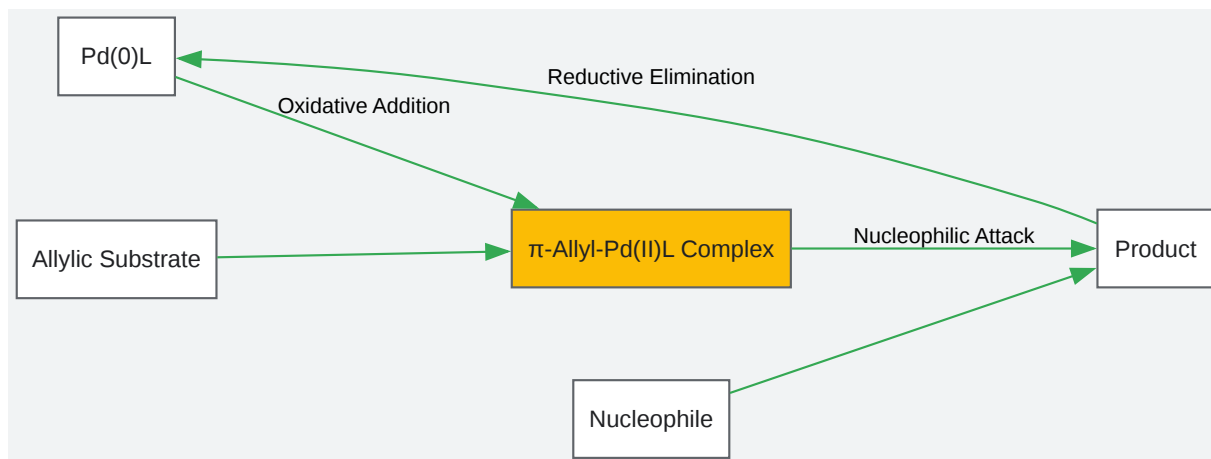 Pd(0)L
Reductive Elimination
Oxidative Addition
Allylic Substrate
π-Allyl-Pd(II)L Complex
Nucleophilic Attack
Product
Nucleophile